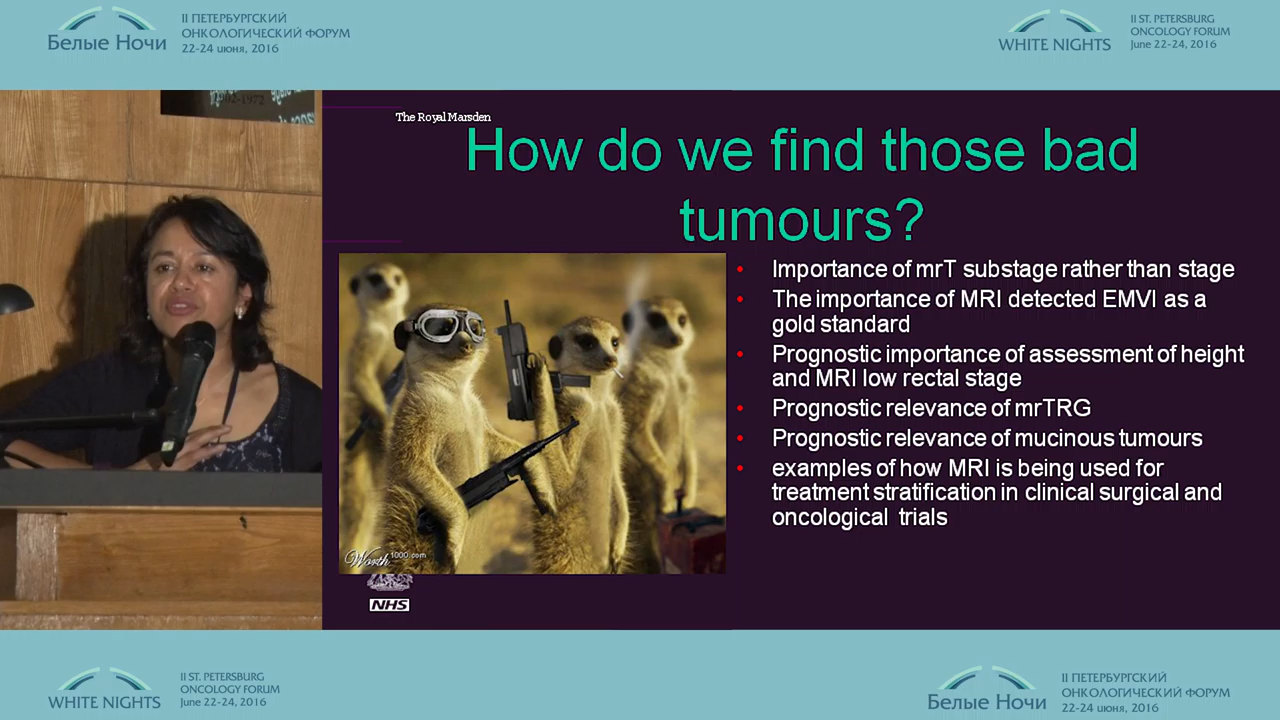 II ПЕТЕРБУРГСКИЙ
ОНКОЛОГИЧЕСКИЙ ФОРУМ
22-24 июня, 2016
Белые Ночи
II ST. PETERSBURG
ONCOLOGY FORUM
June 22-24, 2016
WHITE NIGHTS
1902-1972
The Royal Marsden
How do we find those bad
tumours?
• Importance of mrT substage rather than stage
• The importance of MRI detected EMVI as a
gold standard
• Prognostic importance of assessment of height
and MRI low rectal stage
• Prognostic relevance of mrTRG
• Prognostic relevance of mucinous tumours
• examples of how MRI is being used for
treatment stratification in clinical surgical and
oncological trials
Worth1000.com
NHS
WHITE NIGHTS
II ST. PETERSBURG
ONCOLOGY FORUM
June 22-24, 2016
Белые Ночи
II ПЕТЕРБУРГСКИЙ
ОНКОЛОГИЧЕСКИЙ ФОРУМ
22-24 июня, 2016